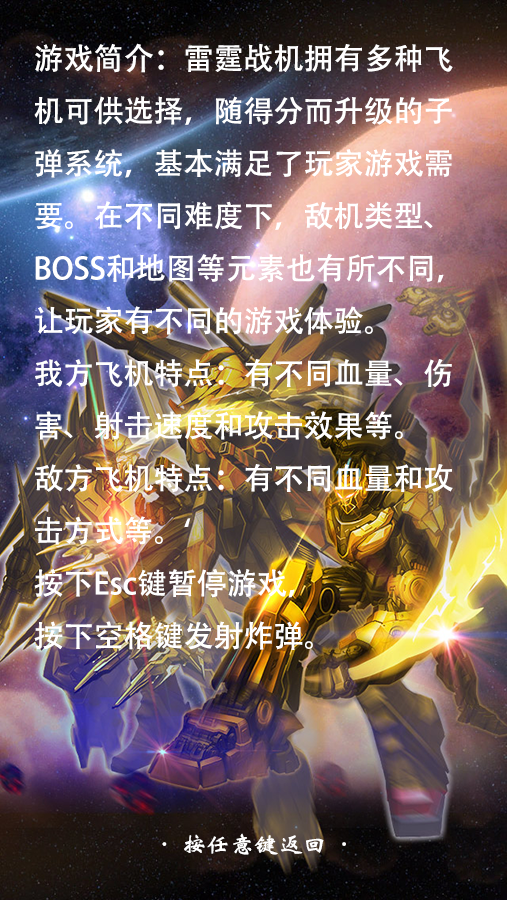 游戏简介：雷霆战机拥有多种飞
机可供选择，随得分而升级的子
弹系统，基本满足了玩家游戏需
要。在不同难度下，敌机类型、
BOSS和地图等元素也有所不同，
让玩家有不同的游戏体验。
我方飞机特点：有不同血量、伤
害、射击速度和攻击效果等。
敌方飞机特点：有不同血量和攻
击方式等。‘
按下Esc键暂停游戏，
按下空格键发射炸弹。
· 按任意键返回 ·